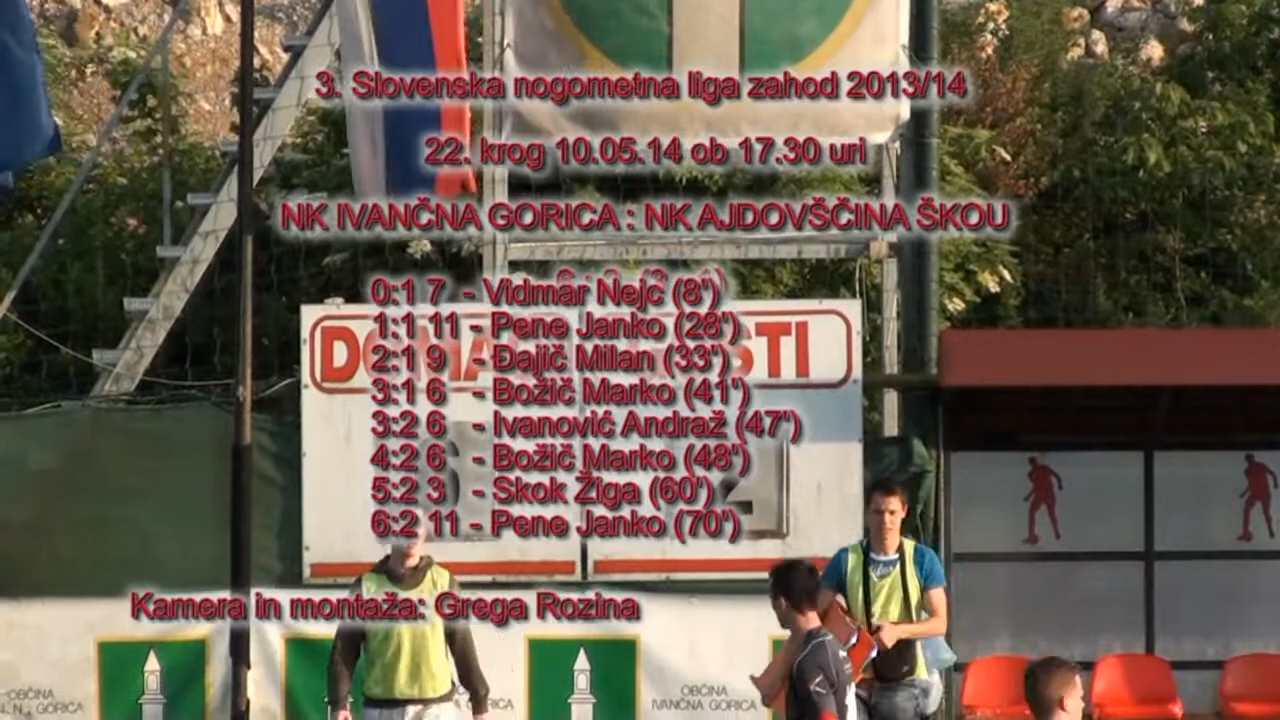 3. Slovenska nogometna liga zahod 2013/14
22. krog 10.05.14 ob 17.30 uri
NK IVANČNA GORICA : NK AJDOVŠČINA ŠKOU
0:1 7 - Vidmar Nejc (8')
1:1 11 - Pene Janko (28')
2:1 9 - Đajič Milan (33')
3:1 6 - Božič Marko (41')
3:2 6 - Ivanović Andraž (47')
4:2 6 - Božič Marko (48')
5:2 3 - Skok Žiga (60')
6:2 11 - Pene Janko (70')
Kamera in montaža: Grega Rozina
OBČINA
GORICA
GORICA
OBČINA
IVANČNA GORICA